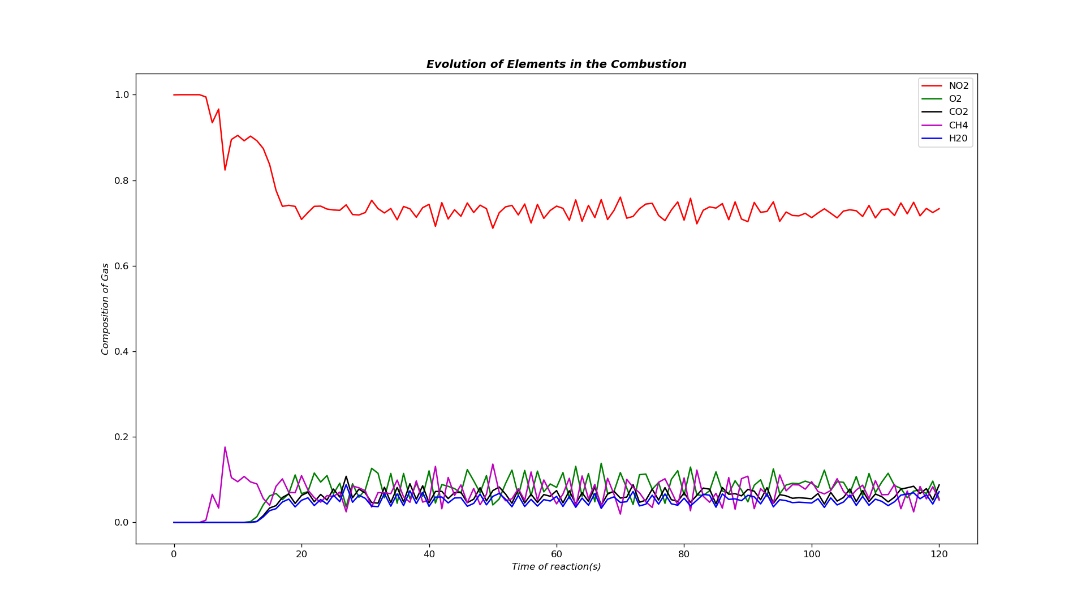 Evolution of Elements in the Combustion
NO2
O2
CO2
CH4
H20
Composition of Gas
1.0
0.8
0.6
0.4
0.2
0.0
0 20 40 60 80 100 120
Time of reaction(s)